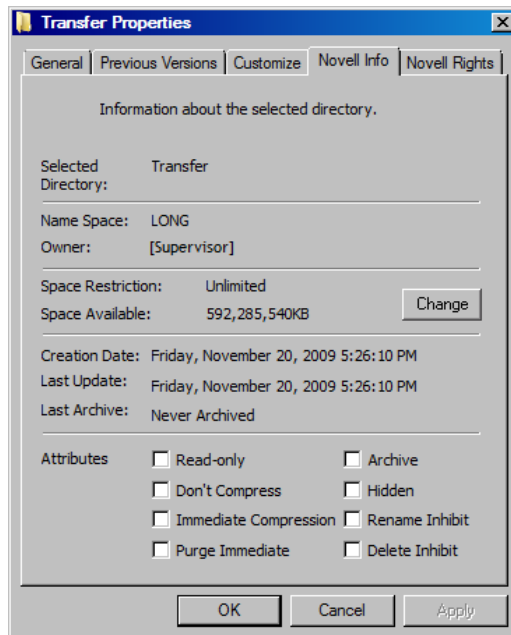 Transfer Properties
General Previous Versions Customize Novell Info Novell Rights
Information about the selected directory.
Selected Directory: Transfer
Name Space: LONG
Owner: [Supervisor]
Space Restriction: Unlimited
Space Available: 592,285,540KB
Change
Creation Date: Friday, November 20, 2009 5:26:10 PM
Last Update: Friday, November 20, 2009 5:26:10 PM
Last Archive: Never Archived
Attributes Read-only Archive
Don't Compress Hidden
Immediate Compression Rename Inhibit
Purge Immediate Delete Inhibit
OK Cancel Apply